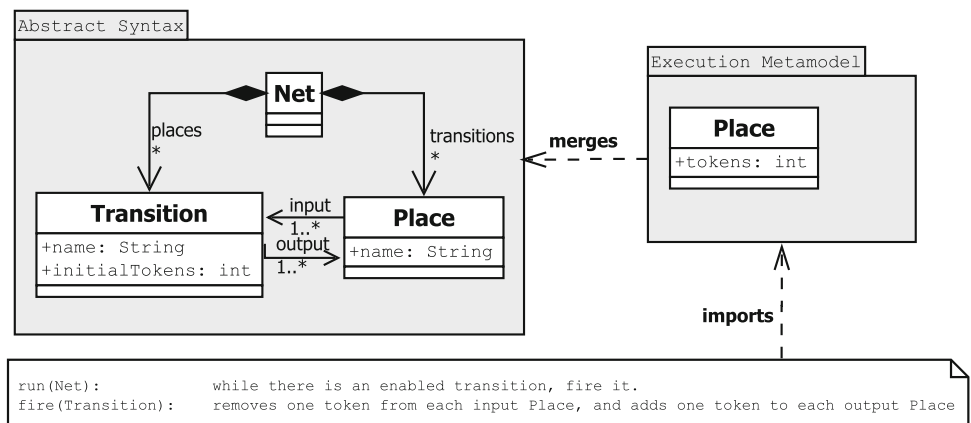 Abstract Syntax
Net
places
*
transitions
*
Transition
+name: String
+initialTokens: int
input
1..*
output
1..*
Place
+name: String
merges
Execution Metamodel
Place
+tokens: int
imports
run(Net): while there is an enabled transition, fire it.
fire(Transition): removes one token from each input Place, and adds one token to each output Place